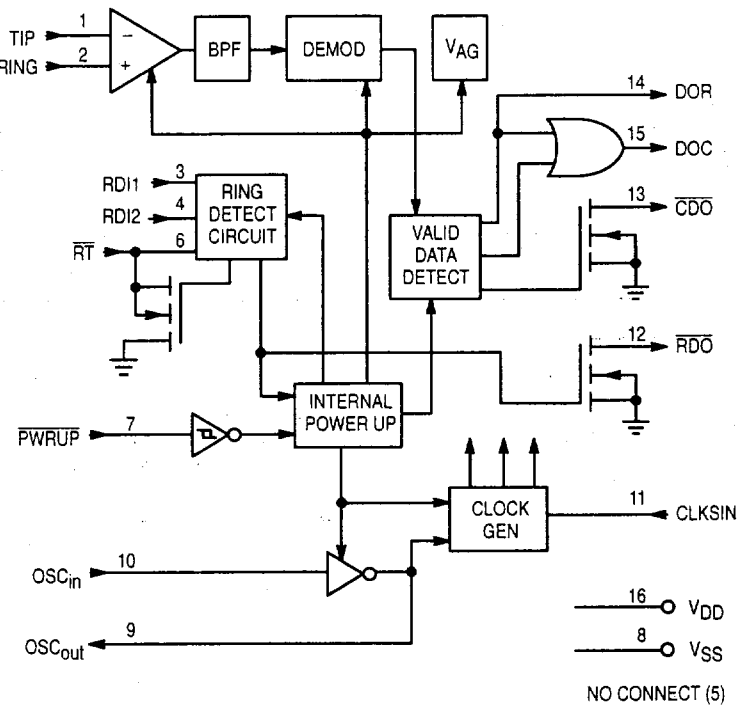 TIP 1
RING 2
−
+
BPF
DEMOD
VAG
14 DOR
15 DOC
13 CDO
RDI1 3
RDI2 4
RT 6
RING
DETECT
CIRCUIT
VALID
DATA
DETECT
12 RDO
INTERNAL
POWER UP
PWRUP 7
CLOCK
GEN
11 CLKSIN
OSCin 10
OSCout 9
16 VDD
8 VSS
NO CONNECT (5)